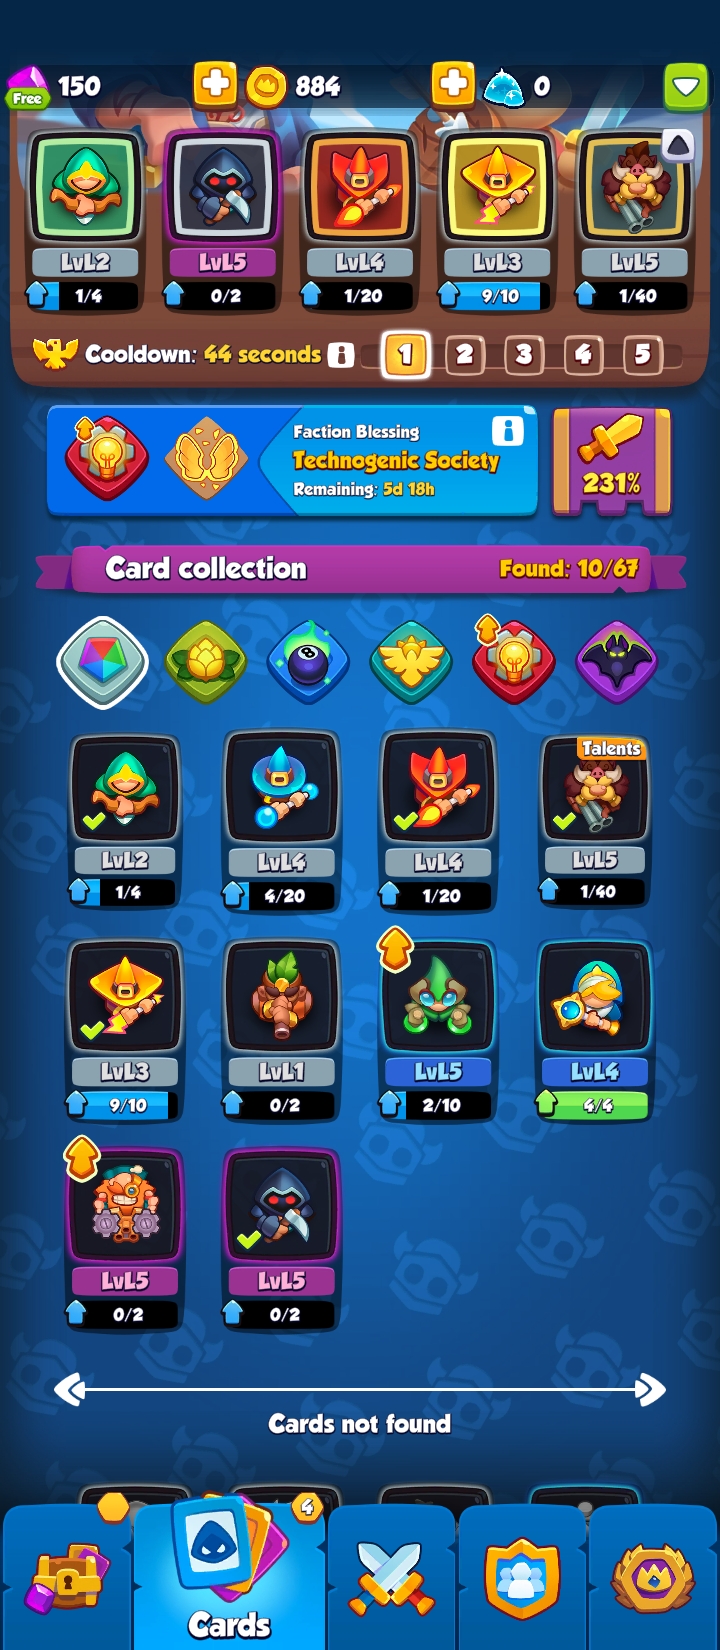 Free 150 884 0
LvL2 LvL5 LvL4 LvL3 LvL5
1/4 0/2 1/20 9/10 1/40
Cooldown: 44 seconds i 1 2 3 4 5
Faction Blessing
Technogenic Society
Remaining: 5d 18h
i
231%
Card collection Found: 10/67
8
Talents
LvL2 LvL4 LvL4 LvL5
1/4 4/20 1/20 1/40
LvL3 LvL1 LvL5 LvL4
9/10 0/2 2/10 4/4
LvL5 LvL5
0/2 0/2
Cards not found
4
Cards